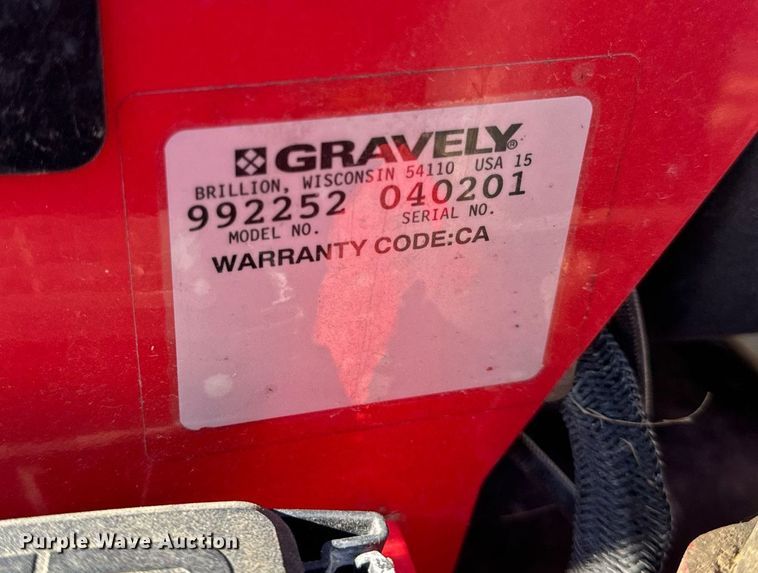 GRAVELY®
BRILLION, WISCONSIN 54110 USA 15
992252 040201
MODEL NO. SERIAL NO.
WARRANTY CODE:CA
Purple Wave Auction